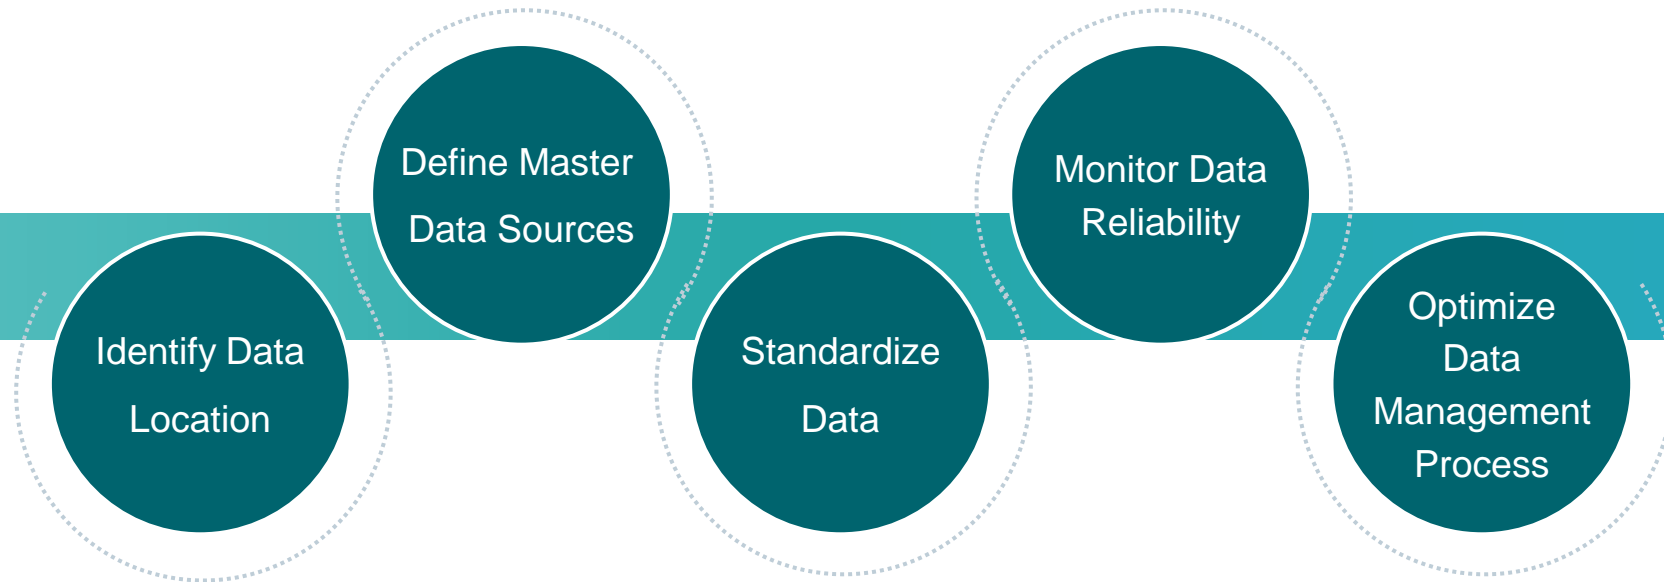 Identify Data
Location
Define Master
Data Sources
Standardize
Data
Monitor Data
Reliability
Optimize
Data
Management
Process